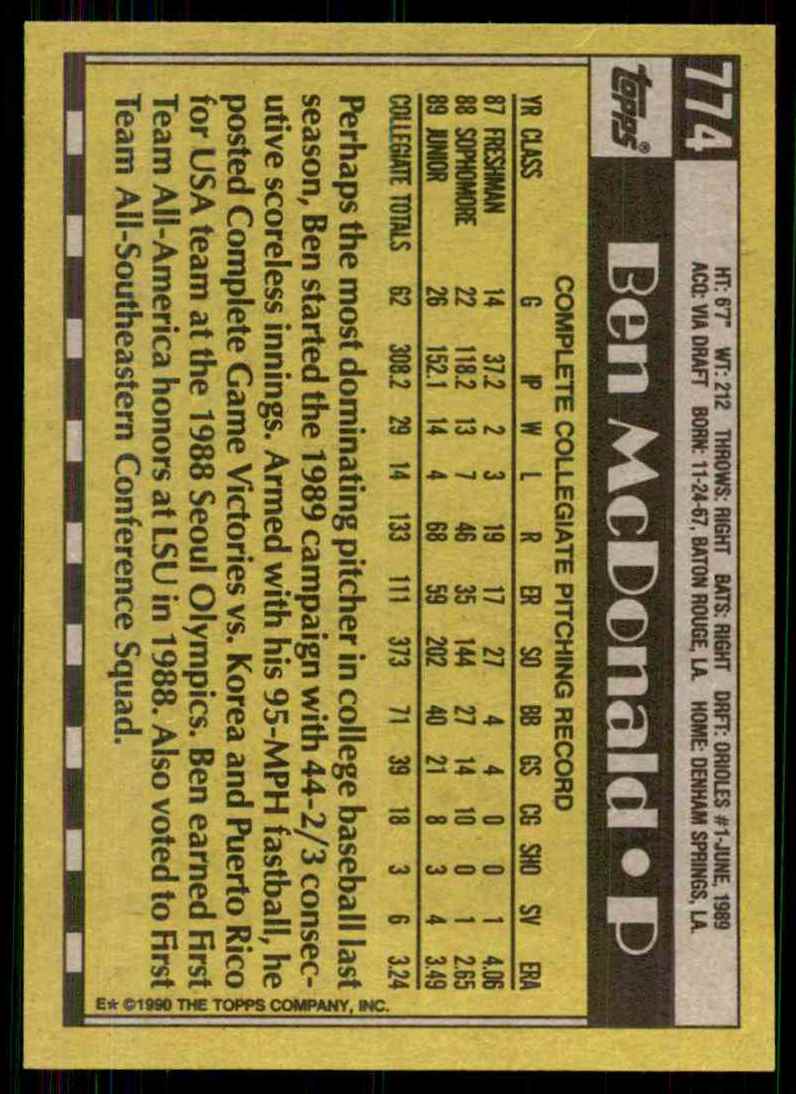 774
HT: 6'7" WT: 212 THROWS: RIGHT BATS: RIGHT DRFT: ORIOLES #1-JUNE, 1989
ACQ: VIA DRAFT BORN: 11-24-67, BATON ROUGE, LA. HOME: DENHAM SPRINGS, LA.
topps®
Ben McDonald • P
COMPLETE COLLEGIATE PITCHING RECORD
YR CLASS G IP W L R ER SO BB GS CG SHO SV ERA
87 FRESHMAN 14 37.2 2 3 19 17 27 4 4 0 0 1 4.06
88 SOPHOMORE 22 118.2 13 7 46 35 144 27 14 10 0 1 2.65
89 JUNIOR 26 152.1 14 4 68 59 202 40 21 8 3 4 3.49
COLLEGIATE TOTALS 62 308.2 29 14 133 111 373 71 39 18 3 6 3.24
Perhaps the most dominating pitcher in college baseball last
season, Ben started the 1989 campaign with 44-2/3 consec-
utive scoreless innings. Armed with his 95-MPH fastball, he
posted Complete Game Victories vs. Korea and Puerto Rico
for USA team at the 1988 Seoul Olympics. Ben earned First
Team All-America honors at LSU in 1988. Also voted to First
Team All-Southeastern Conference Squad.
E* ©1990 THE TOPPS COMPANY, INC.